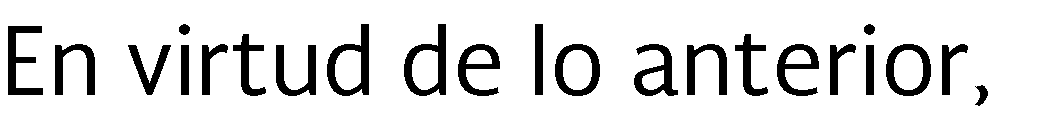 En virtud de lo anterior,